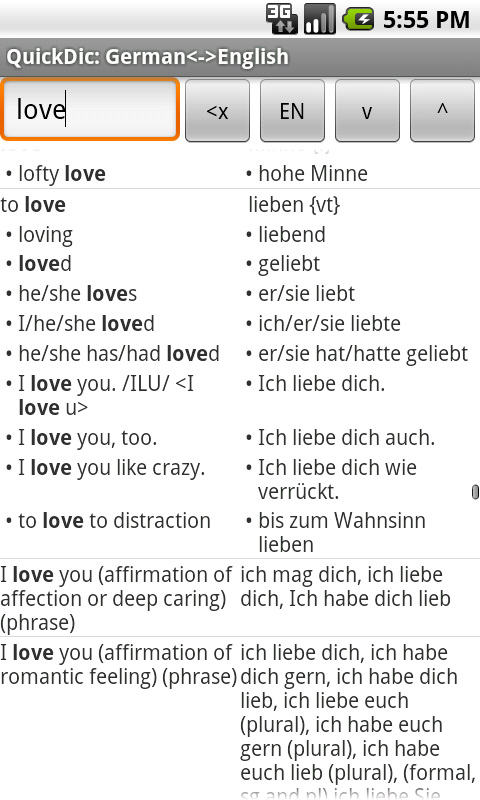 3G 5:55 PM
QuickDic: German<->English
love <x EN v ^
• lofty love • hohe Minne
to love lieben {vt}
• loving • liebend
• loved • geliebt
• he/she loves • er/sie liebt
• I/he/she loved • ich/er/sie liebte
• he/she has/had loved • er/sie hat/hatte geliebt
• I love you. /ILU/ <I • Ich liebe dich.
love u>
• I love you, too. • Ich liebe dich auch.
• I love you like crazy. • Ich liebe dich wie
verrückt.
• to love to distraction • bis zum Wahnsinn
lieben
I love you (affirmation of ich mag dich, ich liebe
affection or deep caring) dich, Ich habe dich lieb
(phrase)
I love you (affirmation of ich liebe dich, ich habe
romantic feeling) (phrase) dich gern, ich habe dich
lieb, ich liebe euch
(plural), ich habe euch
gern (plural), ich habe
euch lieb (plural), (formal,
sg and pl) ich liebe Sie